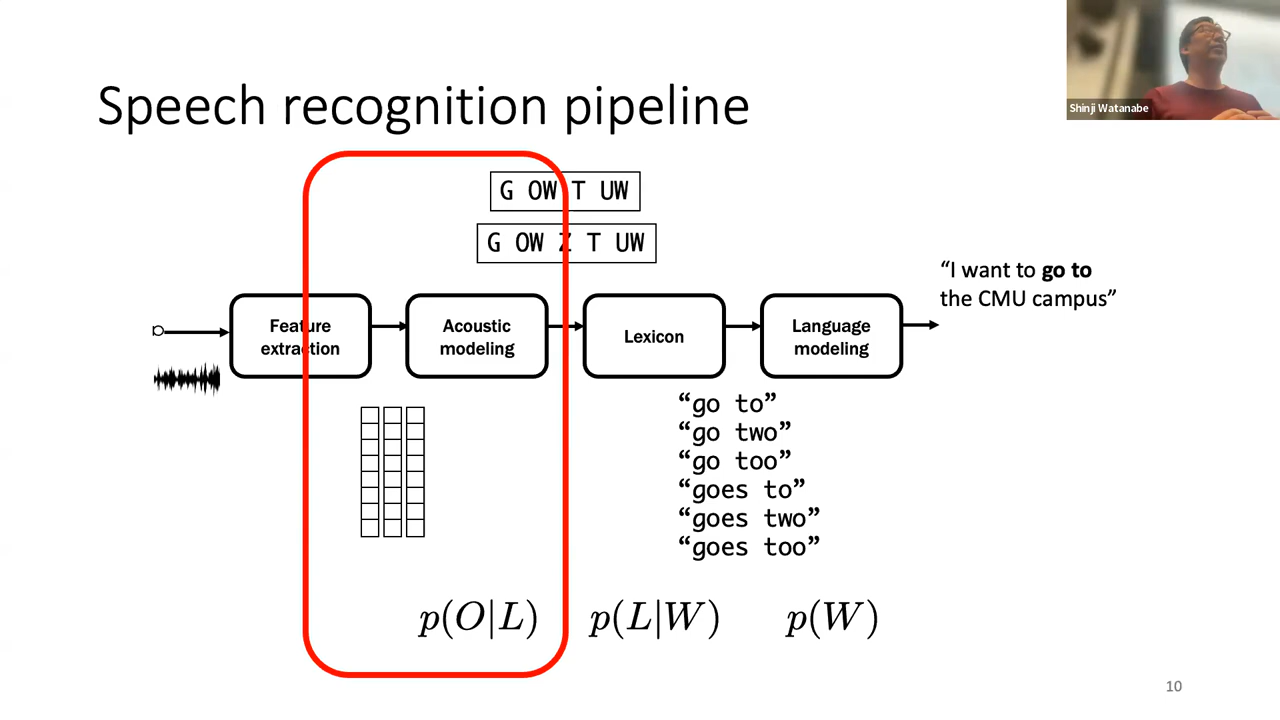 Shinji Watanabe
Speech recognition pipeline
G OW T UW
G OW Z T UW
Feature
extraction
Acoustic
modeling
Lexicon
Language
modeling
“I want to go to
the CMU campus”
“go to”
“go two”
“go too”
“goes to”
“goes two”
“goes too”
p(O|L)
p(L|W)
p(W)
10